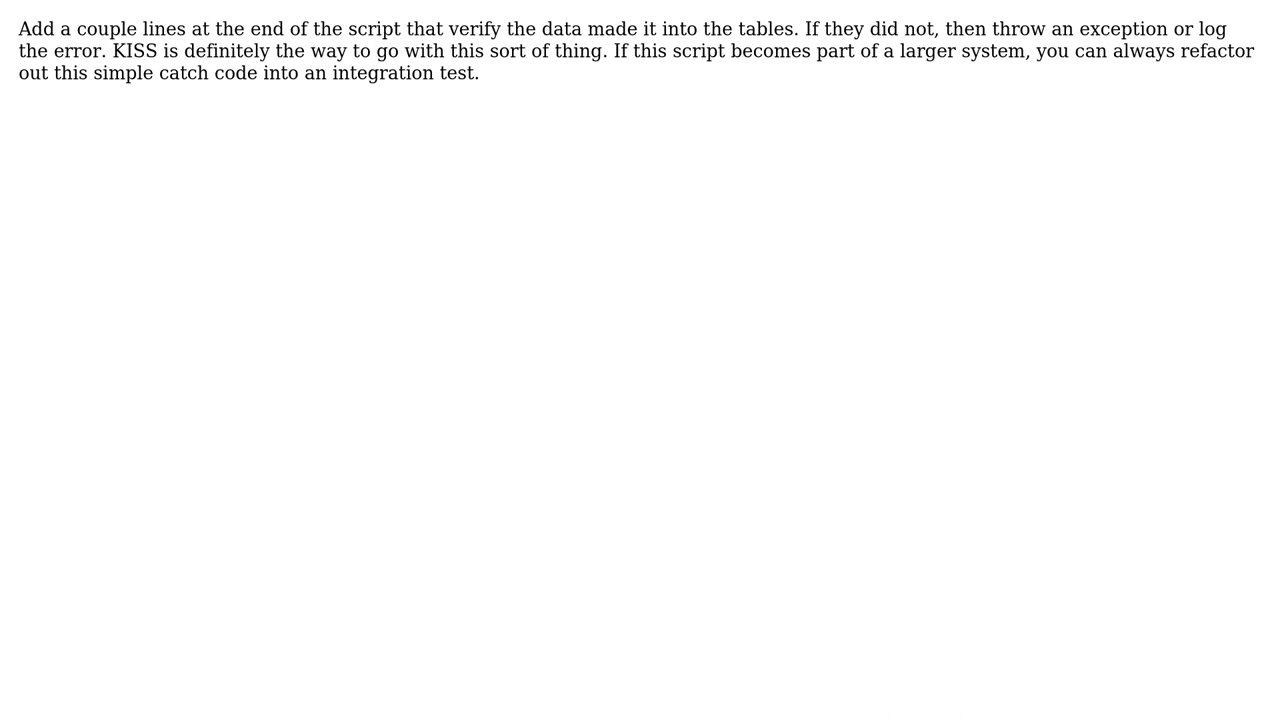 Add a couple lines at the end of the script that verify the data made it into the tables. If they did not, then throw an exception or log
the error. KISS is definitely the way to go with this sort of thing. If this script becomes part of a larger system, you can always refactor
out this simple catch code into an integration test.